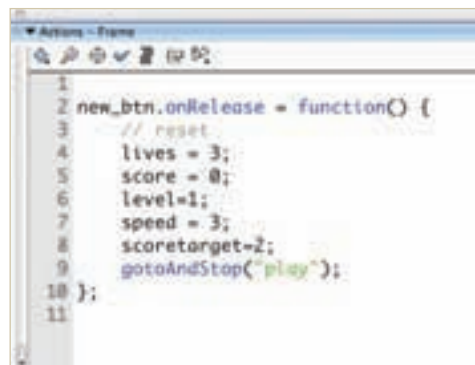 Actions - Frame
1
2 new_btn.onRelease = function() {
3 // reset
4 lives = 3;
5 score = 0;
6 level=1;
7 speed = 3;
8 scoretarget=2;
9 gotoAndStop("play");
10 };
11